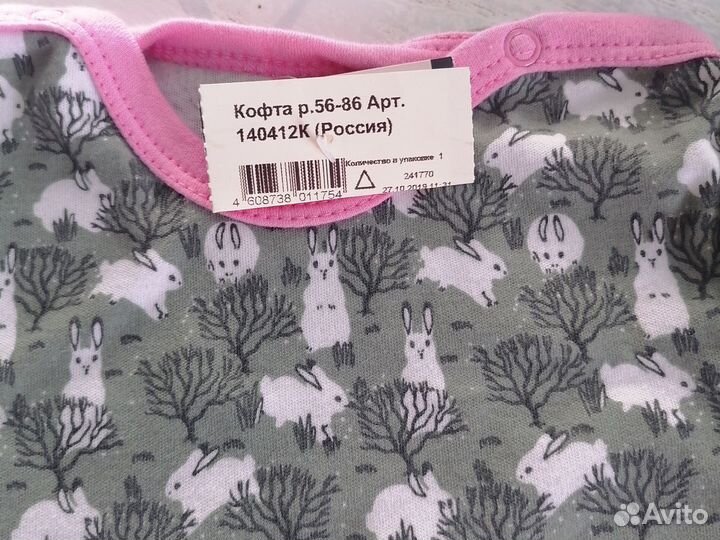 Кофта р.56-86 Арт.
140412К (Россия)
Количество в упаковке 1
241770
4 608738 011754
27.10.2019 11:31
Avito